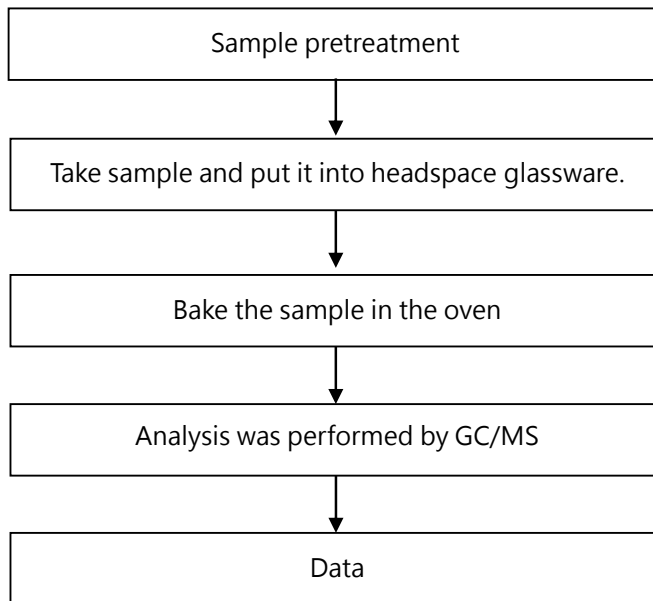 Sample pretreatment
Take sample and put it into headspace glassware.
Bake the sample in the oven
Analysis was performed by GC/MS
Data